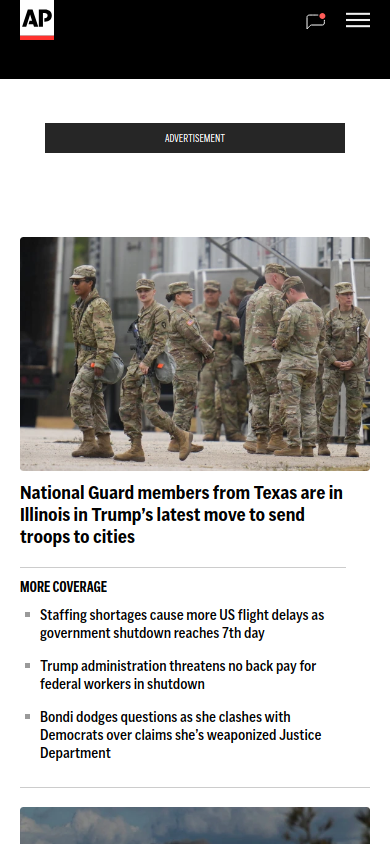 AP
ADVERTISEMENT
National Guard members from Texas are in
Illinois in Trump’s latest move to send
troops to cities
MORE COVERAGE
Staffing shortages cause more US flight delays as
government shutdown reaches 7th day
Trump administration threatens no back pay for
federal workers in shutdown
Bondi dodges questions as she clashes with
Democrats over claims she’s weaponized Justice
Department